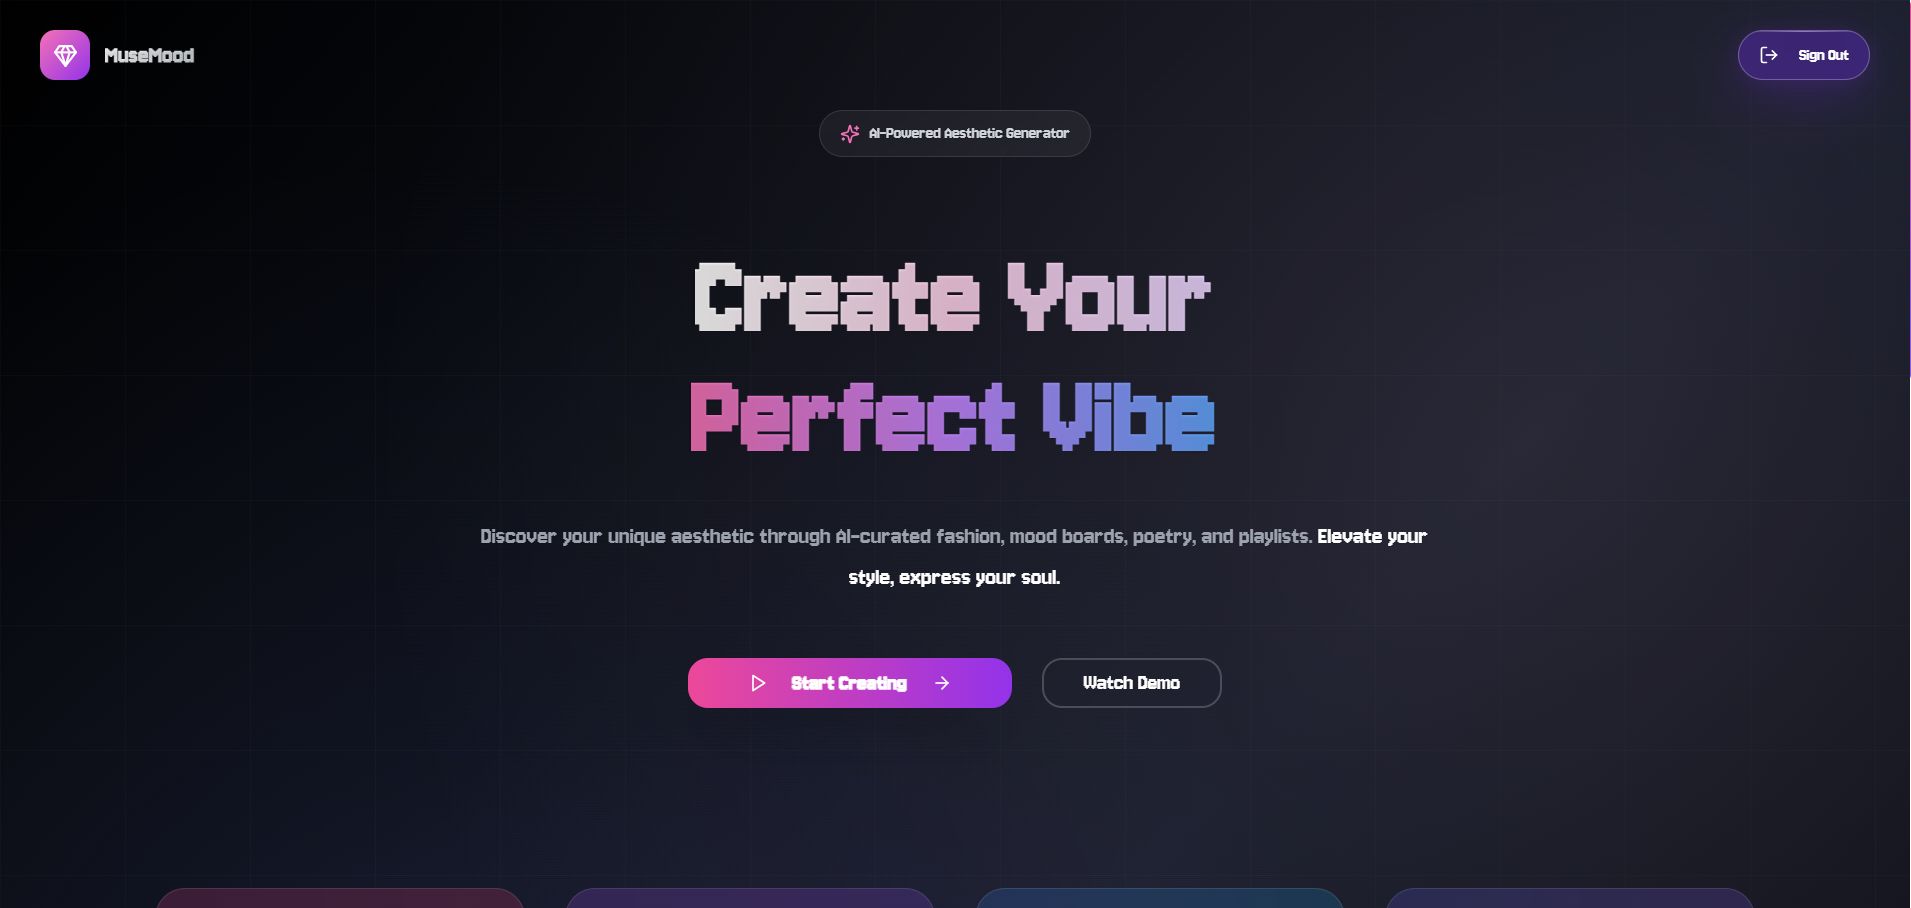 MuseMood
Sign Out
AI-Powered Aesthetic Generator
Create Your
Perfect Vibe
Discover your unique aesthetic through AI-curated fashion, mood boards, poetry, and playlists. Elevate your
style, express your soul.
Start Creating
Watch Demo